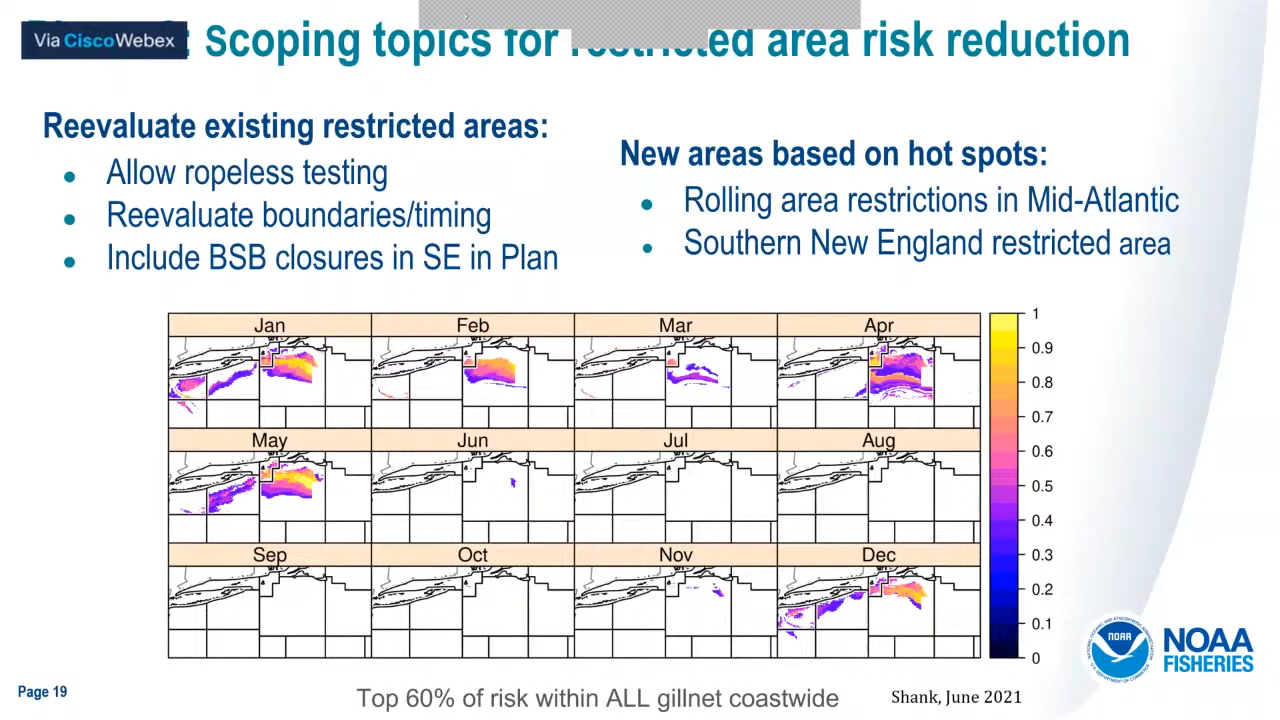 Via Cisco Webex
: Scoping topics for restricted area risk reduction
Reevaluate existing restricted areas:
● Allow ropeless testing
● Reevaluate boundaries/timing
● Include BSB closures in SE in Plan
New areas based on hot spots:
● Rolling area restrictions in Mid-Atlantic
● Southern New England restricted area
Jan Feb Mar Apr
May Jun Jul Aug
Sep Oct Nov Dec
1
0.9
0.8
0.7
0.6
0.5
0.4
0.3
0.2
0.1
0
NOAA
NOAA
FISHERIES
Page 19
Top 60% of risk within ALL gillnet coastwide
Shank, June 2021